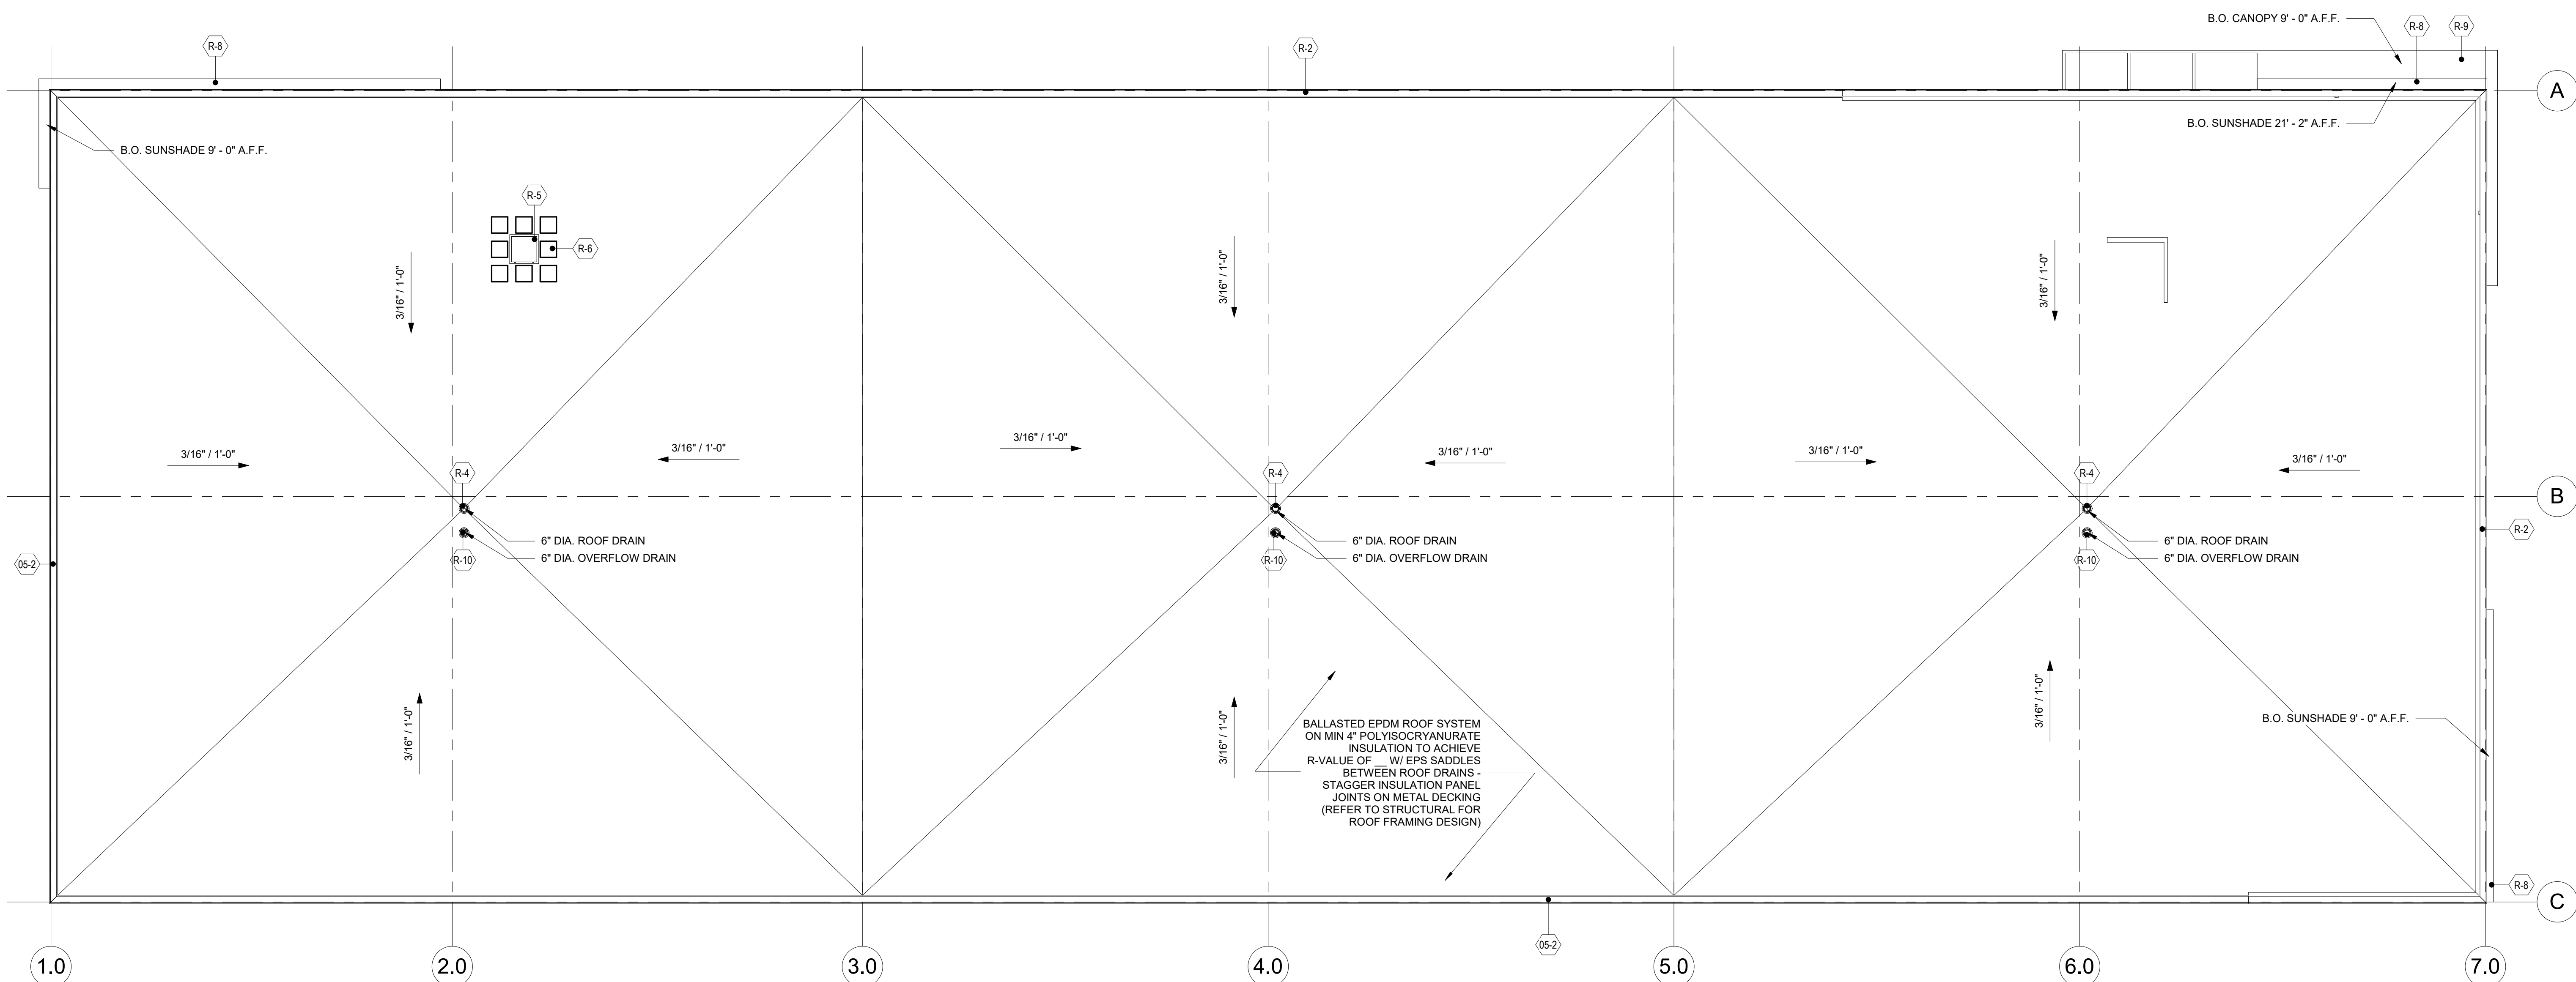 B.O. CANOPY 9' - 0" A.F.F.
R-8
R-9
R-8
R-2
A
B.O. SUNSHADE 21' - 2" A.F.F.
B.O. SUNSHADE 9' - 0" A.F.F.
R-5
R-6
3/16" / 1'-0"
3/16" / 1'-0"
3/16" / 1'-0"
3/16" / 1'-0"
3/16" / 1'-0"
3/16" / 1'-0"
3/16" / 1'-0"
3/16" / 1'-0"
3/16" / 1'-0"
R-4
R-4
R-4
B
R-2
6" DIA. ROOF DRAIN
6" DIA. OVERFLOW DRAIN
6" DIA. ROOF DRAIN
6" DIA. OVERFLOW DRAIN
6" DIA. ROOF DRAIN
6" DIA. OVERFLOW DRAIN
05-2
R-10
R-10
R-10
3/16" / 1'-0"
3/16" / 1'-0"
3/16" / 1'-0"
BALLASTED EPDM ROOF SYSTEM
ON MIN 4" POLYISOCRYANURATE
INSULATION TO ACHIEVE
R-VALUE OF __ W/ EPS SADDLES
BETWEEN ROOF DRAINS -
STAGGER INSULATION PANEL
JOINTS ON METAL DECKING
(REFER TO STRUCTURAL FOR
ROOF FRAMING DESIGN)
B.O. SUNSHADE 9' - 0" A.F.F.
R-8
C
05-2
1.0
2.0
3.0
4.0
5.0
6.0
7.0